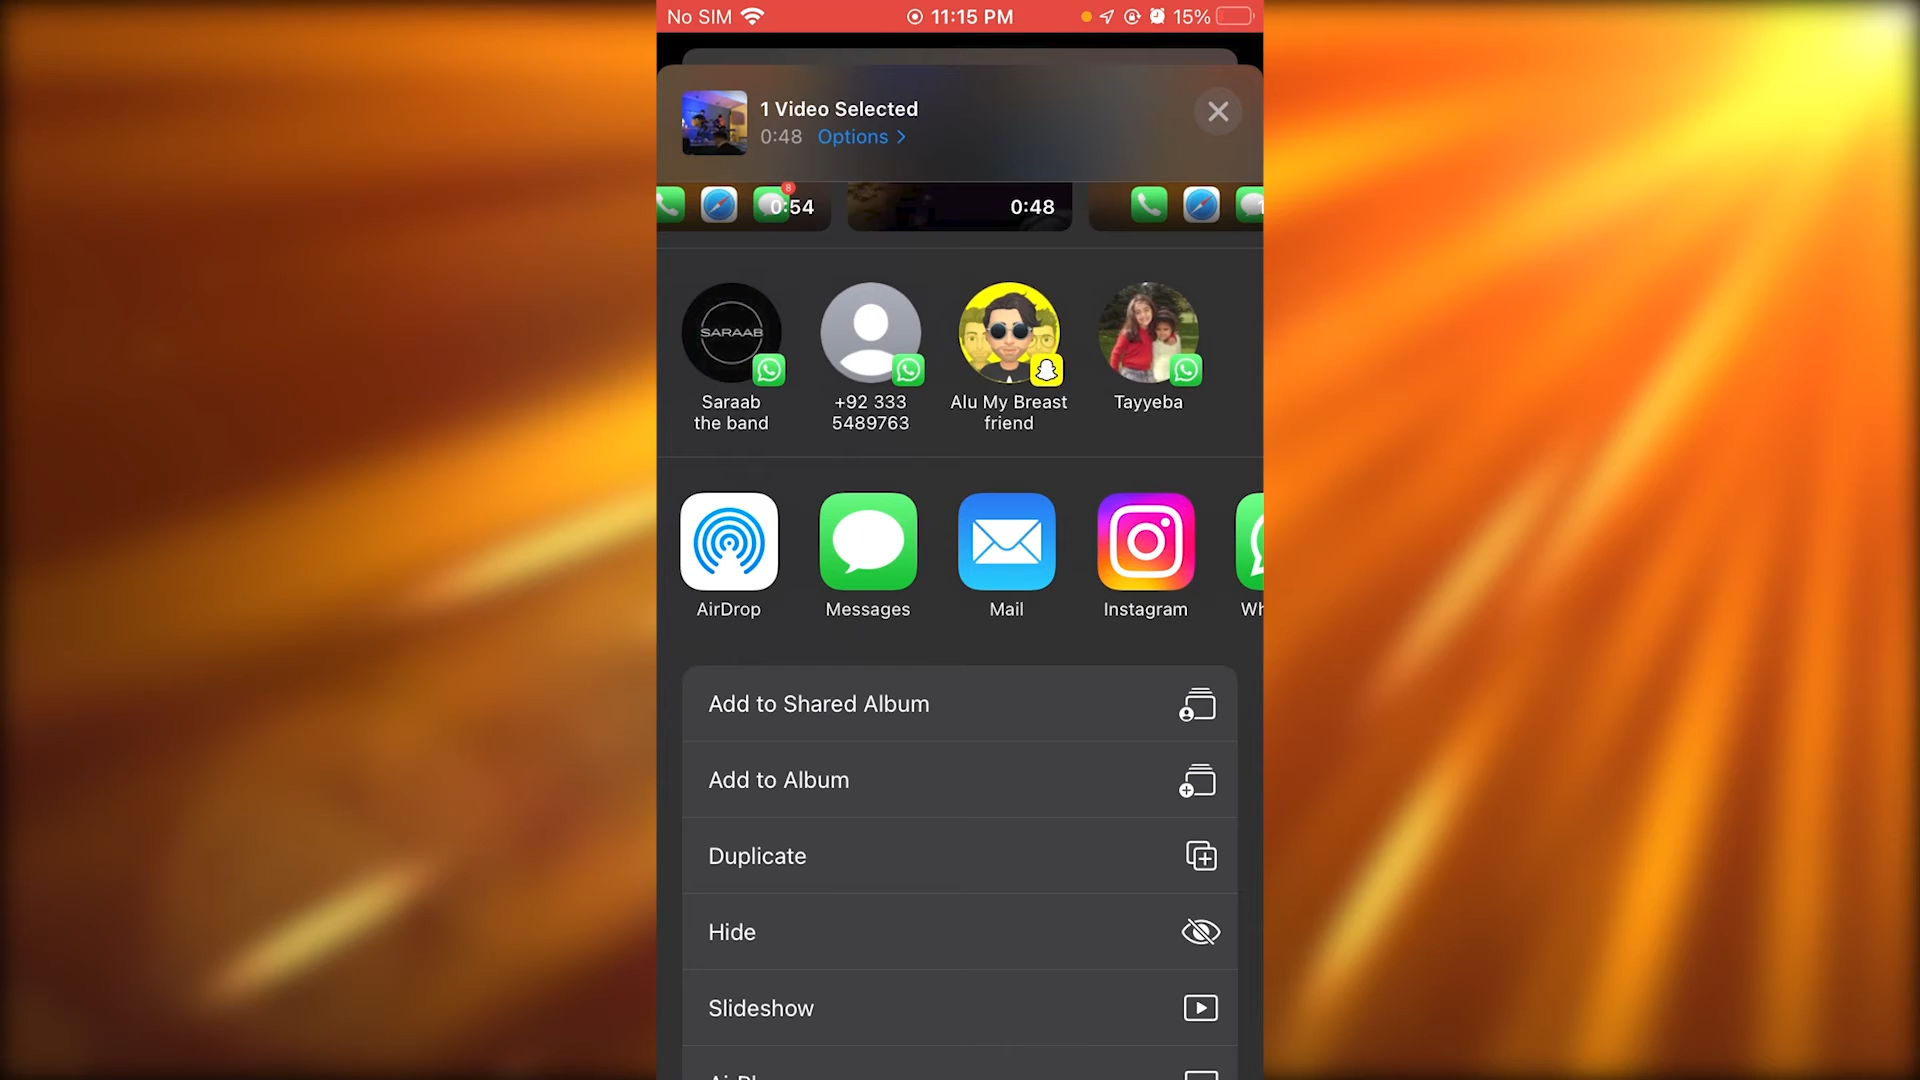 No SIM 11:15 PM 15%
1 Video Selected
0:48 Options
8
0:54 0:48 1
SARAAB
Saraab
the band
+92 333
5489763
Alu My Breast
friend
Tayyeba
AirDrop Messages Mail Instagram Wh
Add to Shared Album
Add to Album
Duplicate
Hide
Slideshow